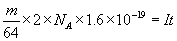 m/64 × 2 × N_A × 1.6 × 10^{-19} = It